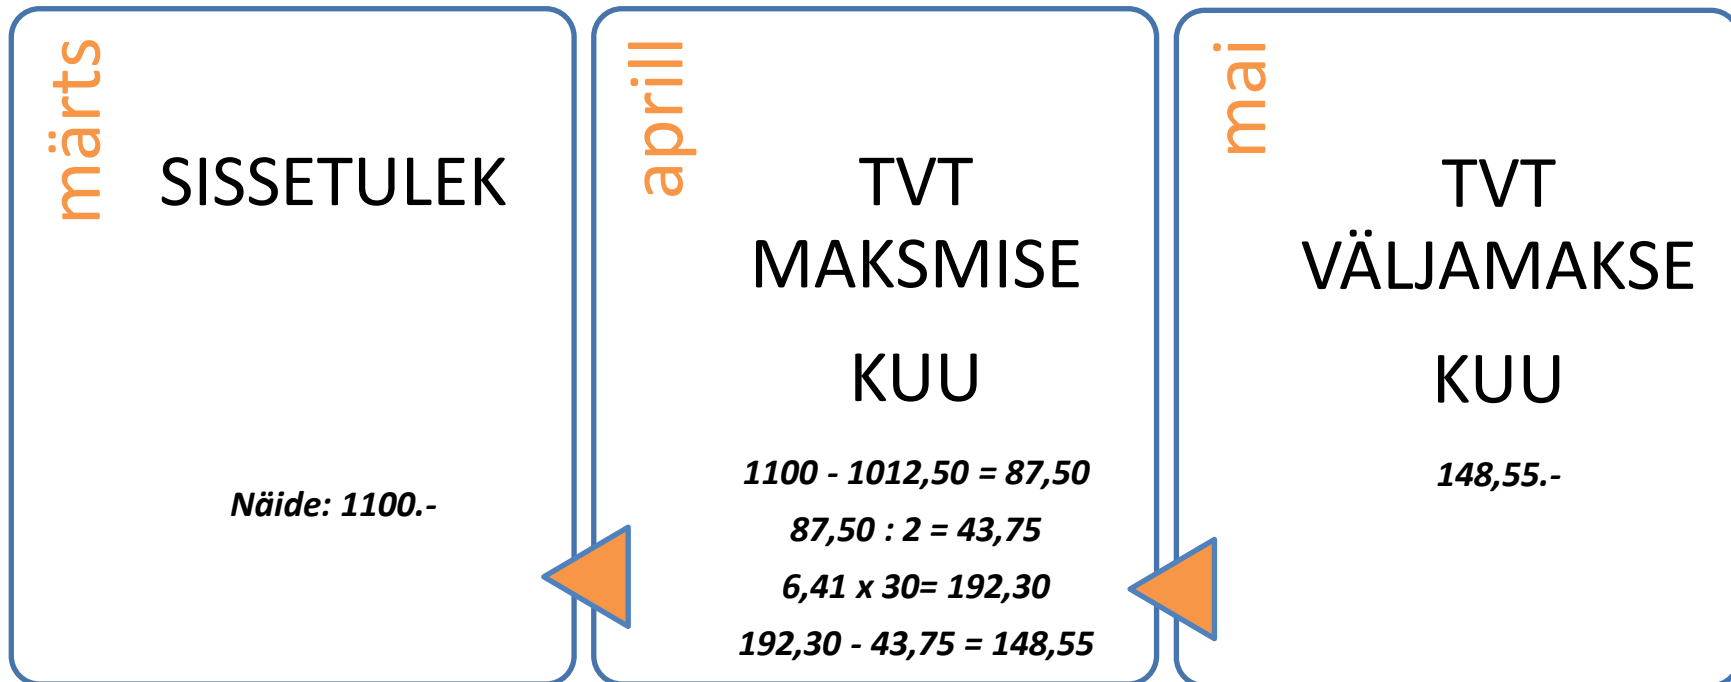 märts
SISSETULEK
Näide: 1100.-
aprill
TVT
MAKSMISE
KUU
1100 - 1012,50 = 87,50
87,50 : 2 = 43,75
6,41 x 30= 192,30
192,30 - 43,75 = 148,55
mai
TVT
VÄLJAMAKSE
KUU
148,55.-